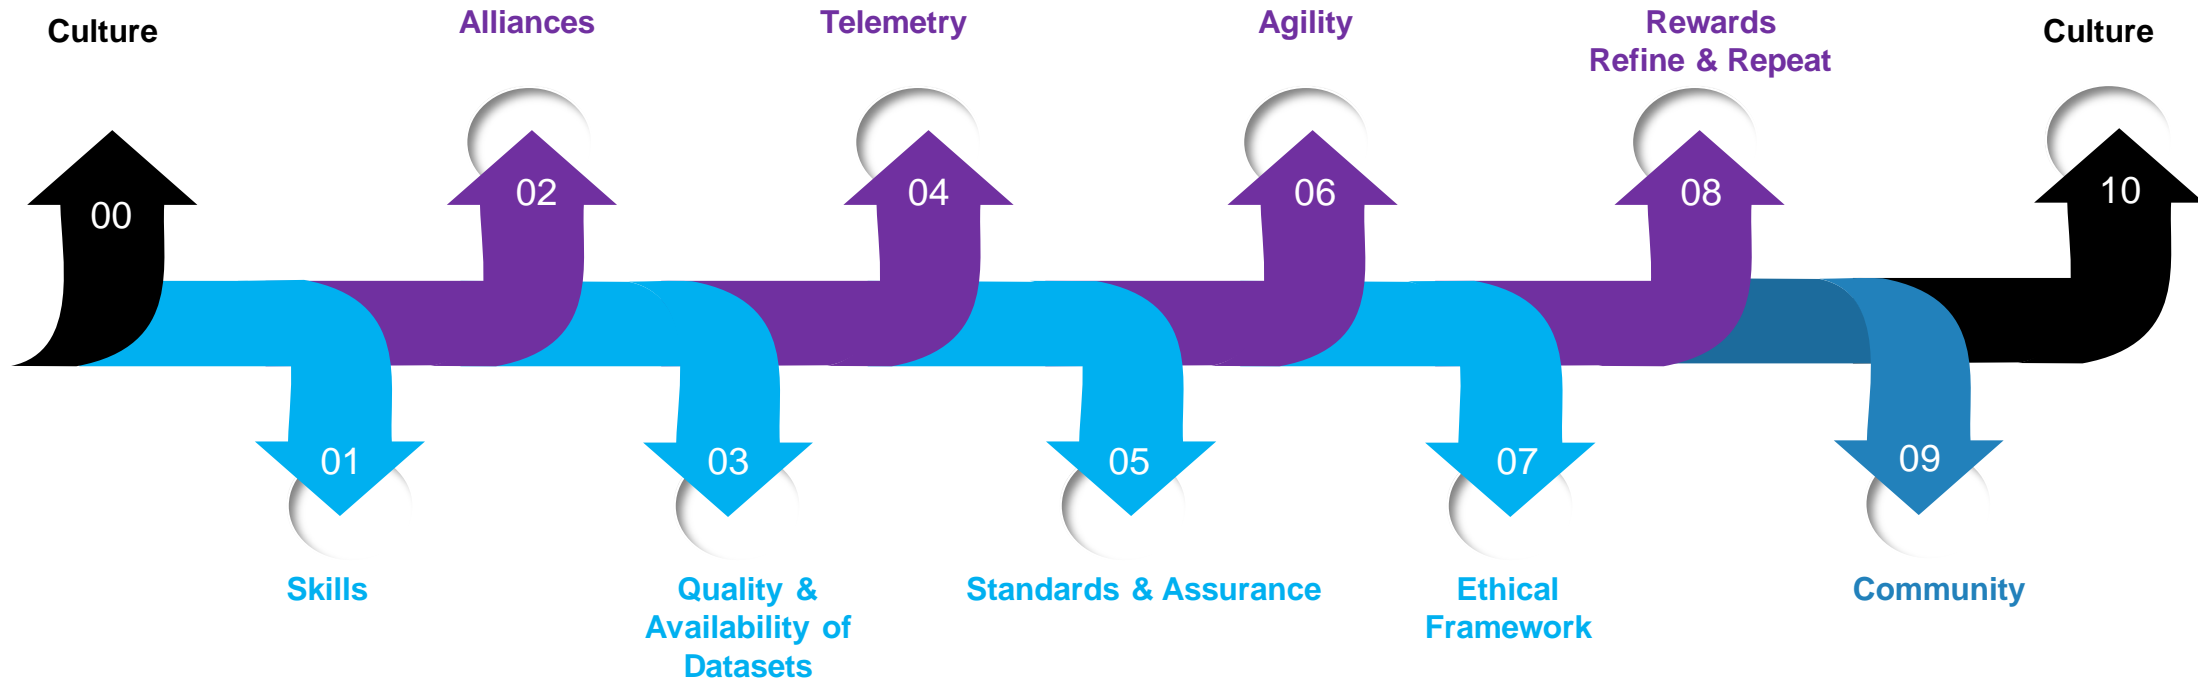 Culture
Alliances
Telemetry
Agility
Rewards
Refine & Repeat
Culture
00
02
04
06
08
10
01
03
05
07
09
Skills
Quality &
Availability of
Datasets
Standards & Assurance
Ethical
Framework
Community